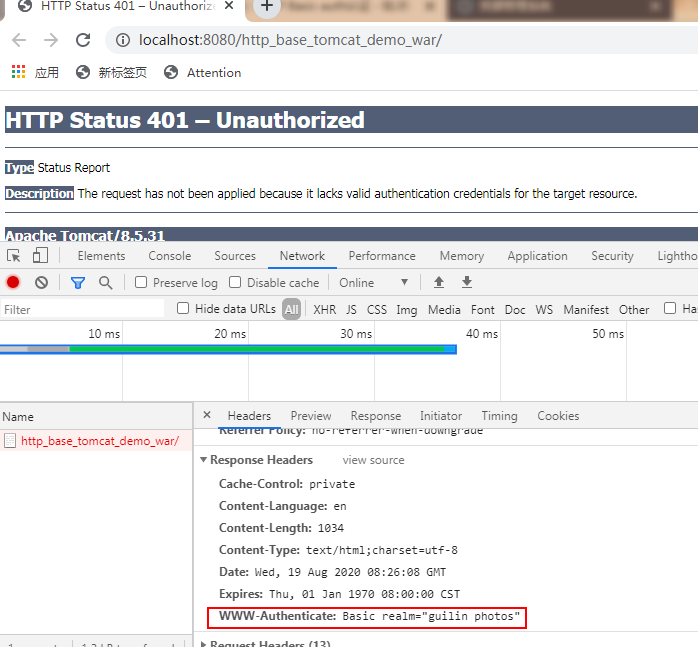 HTTP Status 401 – Unauthoriz
localhost:8080/http_base_tomcat_demo_war/
应用 新标签页 Attention
HTTP Status 401 – Unauthorized
Type Status Report
Description The request has not been applied because it lacks valid authentication credentials for the target resource.
Apache Tomcat/8.5.31
Elements Console Sources Network Performance Memory Application Security Lightho
Preserve log Disable cache Online
Filter Hide data URLs All XHR JS CSS Img Media Font Doc WS Manifest Other Has
10 ms 20 ms 30 ms 40 ms 50 ms
Name Headers Preview Response Initiator Timing Cookies
http_base_tomcat_demo_war/
Referrer Policy: no-referrer-when-downgrade
Response Headers view source
Cache-Control: private
Content-Language: en
Content-Length: 1034
Content-Type: text/html;charset=utf-8
Date: Wed, 19 Aug 2020 08:26:08 GMT
Expires: Thu, 01 Jan 1970 08:00:00 CST
WWW-Authenticate: Basic realm="guilin photos"
Request Headers (13)